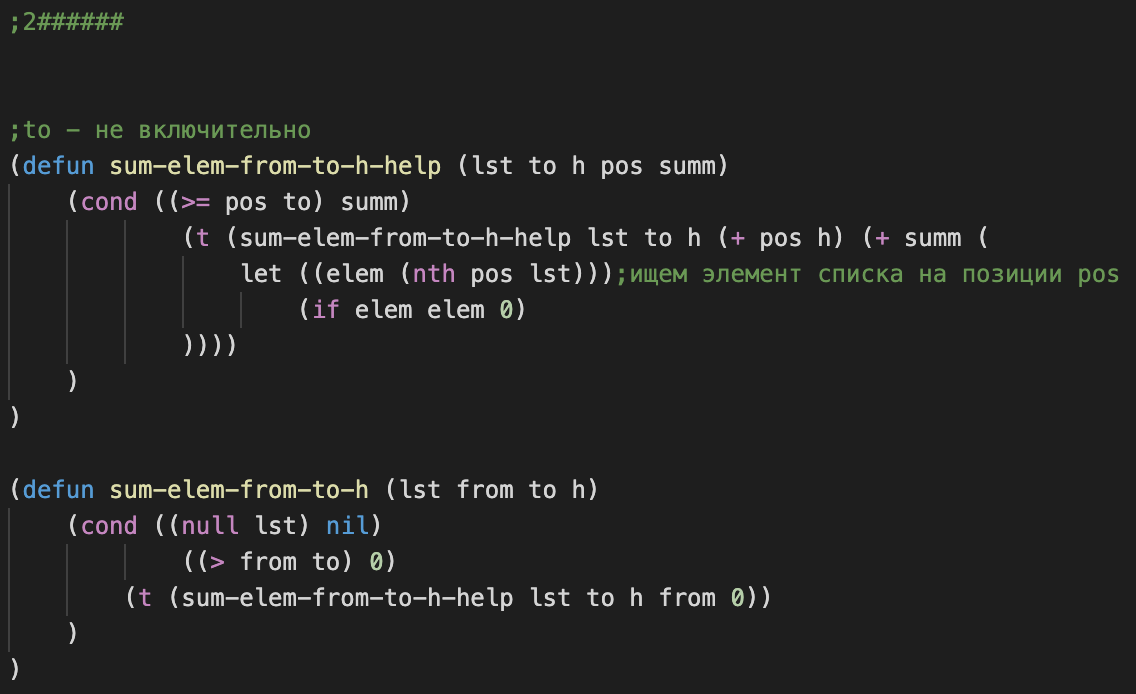 ;2######
;to - не включительно
(defun sum-elem-from-to-h-help (lst to h pos summ)
    (cond ((>= pos to) summ)
            (t (sum-elem-from-to-h-help lst to h (+ pos h) (+ summ (
                let ((elem (nth pos lst)));ищем элемент списка на позиции pos
                    (if elem elem 0)
            ))))
    )
)
(defun sum-elem-from-to-h (lst from to h)
    (cond ((null lst) nil)
            ((> from to) 0)
        (t (sum-elem-from-to-h-help lst to h from 0))
    )
)